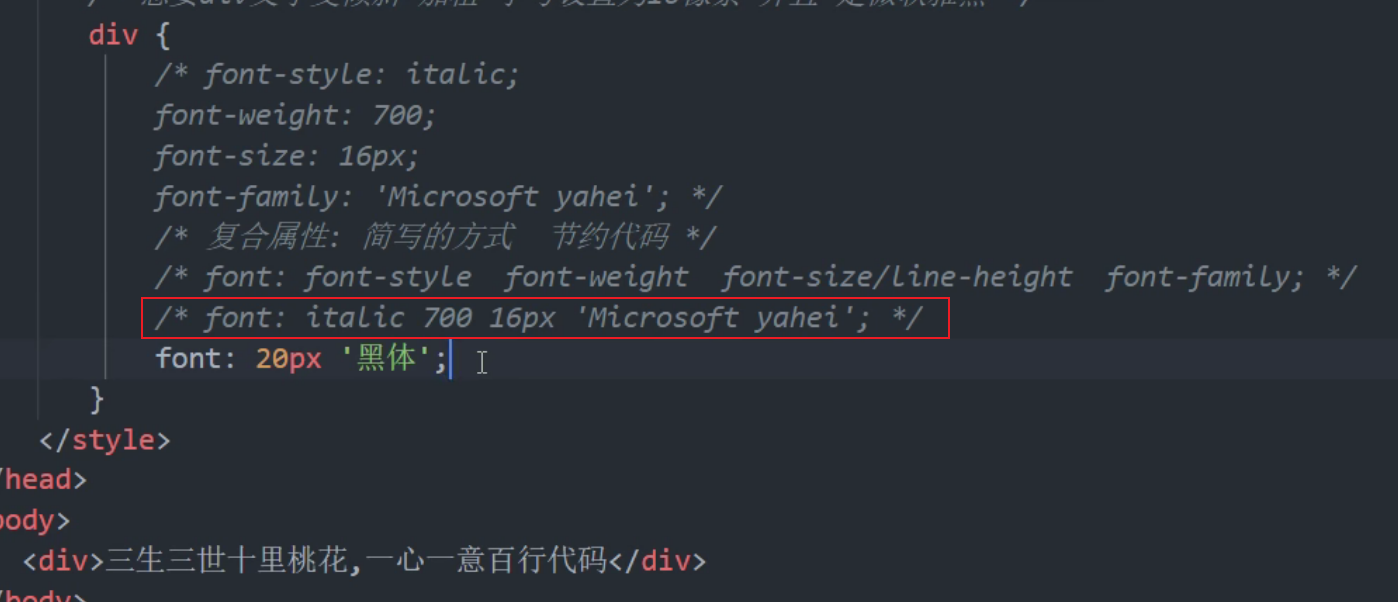 div {
/* font-style: italic;
font-weight: 700;
font-size: 16px;
font-family: 'Microsoft yahei'; */
/* 复合属性: 简写的方式  节约代码 */
/* font: font-style  font-weight  font-size/line-height  font-family; */
/* font: italic 700 16px 'Microsoft yahei'; */
font: 20px '黑体';
}
</style>
/head>
body>
<div>三生三世十里桃花,一心一意百行代码</div>
/body>